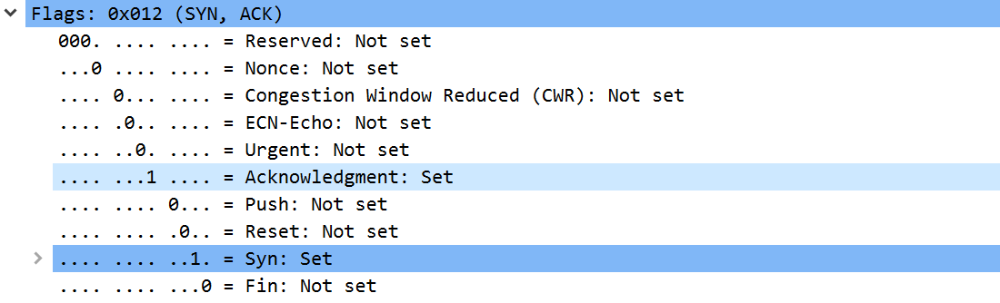 Flags: 0x012 (SYN, ACK)
000. .... .... = Reserved: Not set
...0 .... .... = Nonce: Not set
.... 0... .... = Congestion Window Reduced (CWR): Not set
.... .0.. .... = ECN-Echo: Not set
.... ..0. .... = Urgent: Not set
.... ...1 .... = Acknowledgment: Set
.... .... 0... = Push: Not set
.... .... .0.. = Reset: Not set
.... .... ..1. = Syn: Set
.... .... ...0 = Fin: Not set